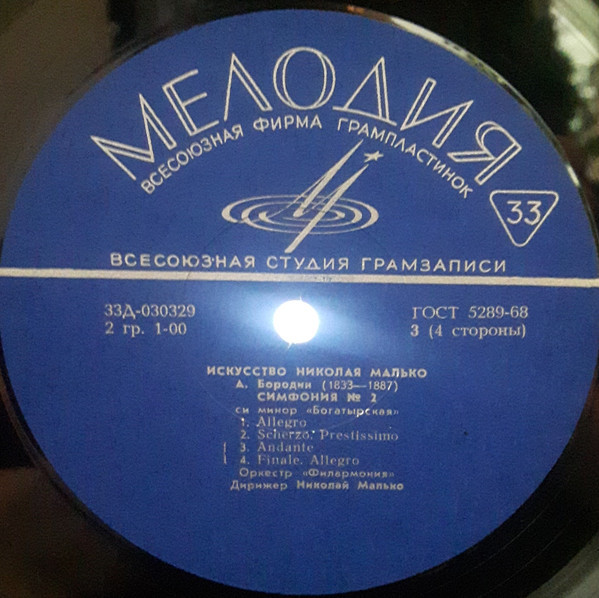 МЕЛОДИЯ
ВСЕСОЮЗНАЯ ФИРМА ГРАМПЛАСТИНОК
33
ВСЕСОЮЗНАЯ СТУДИЯ ГРАМЗАПИСИ
33Д-030329
ГОСТ 5289-68
2 гр. 1-00
3 (4 стороны)
ИСКУССТВО НИКОЛАЯ МАЛЬКО
А. Бородин (1833—1887)
СИМФОНИЯ № 2
си минор «Богатырская»
1. Allegro
2. Scherzo. Prestissimo
3. Andante
4. Finale. Allegro
Оркестр «Филармония»
Дирижер Николай Малько